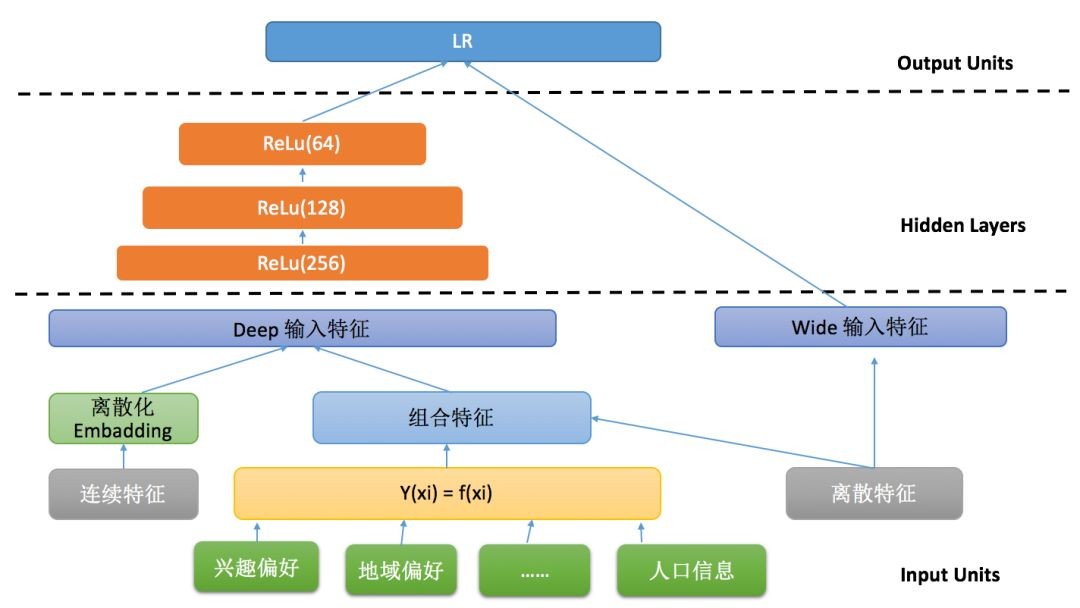 LR
Output Units
ReLu(64)
ReLu(128)
Hidden Layers
ReLu(256)
Deep 输入特征
Wide 输入特征
离散化
Embadding
组合特征
连续特征
Y(xi) = f(xi)
离散特征
兴趣偏好
地域偏好
......
人口信息
Input Units